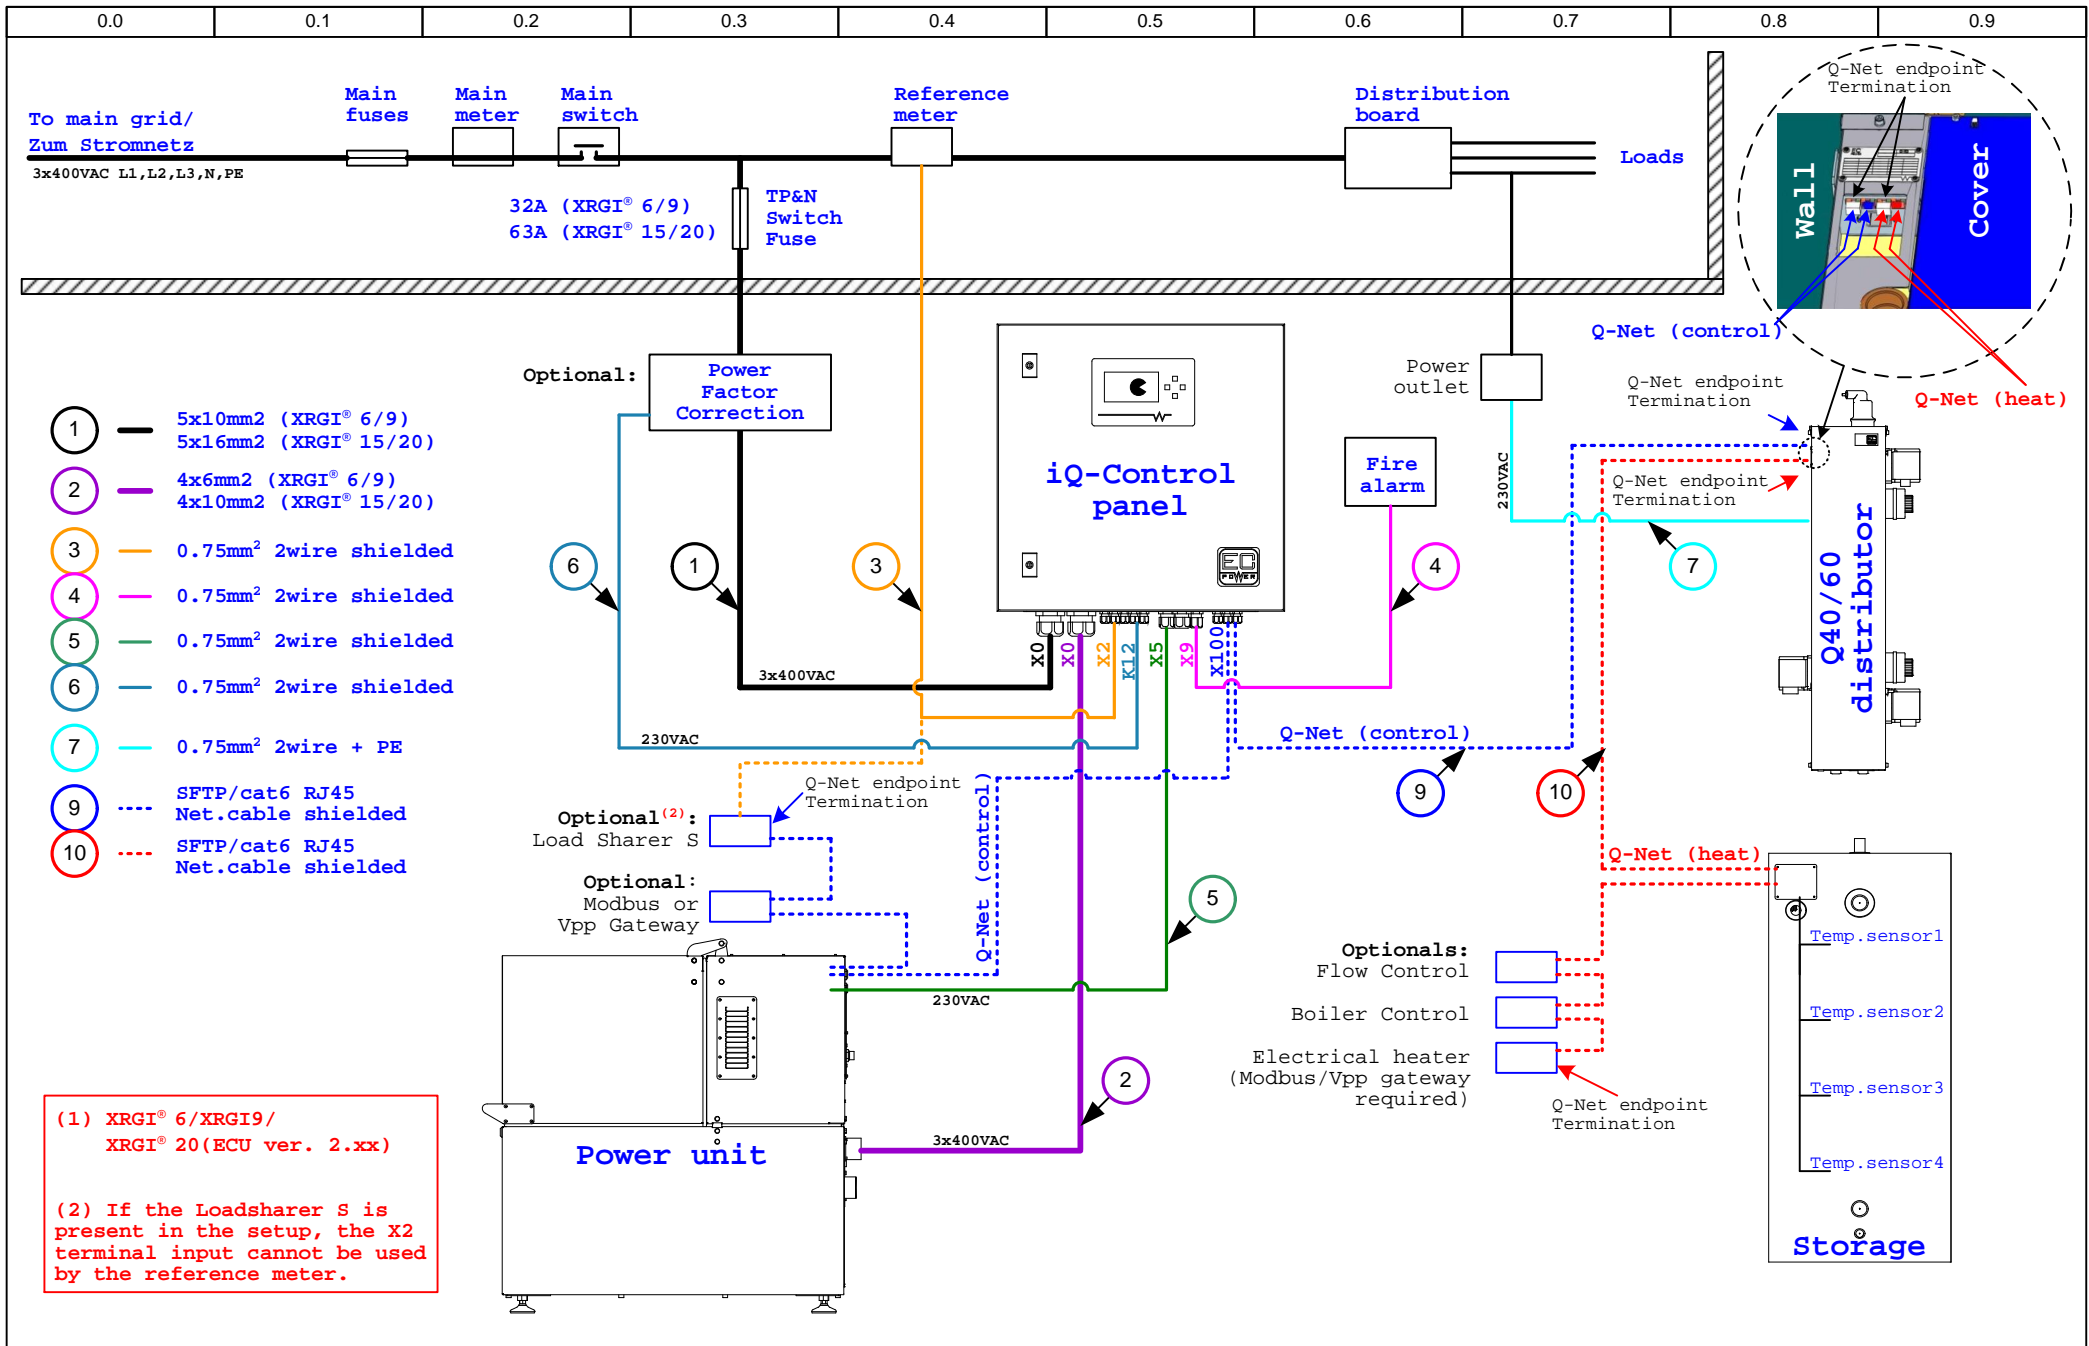 0.0 0.1 0.2 0.3 0.4 0.5 0.6 0.7 0.8 0.9
To main grid/
Zum Stromnetz
3x400VAC L1,L2,L3,N,PE
Main
fuses
Main
meter
Main
switch
Reference
meter
Distribution
board
Loads
32A (XRGI® 6/9)
63A (XRGI® 15/20)
TP&N
Switch
Fuse
Q-Net endpoint
Termination
Wall
Cover
Q-Net (control)
Q-Net (heat)
Optional:
Power
Factor
Correction
iQ-Control
panel
EC
POWER
Power
outlet
Fire
alarm
230VAC
Q-Net endpoint
Termination
Q-Net endpoint
Termination
Q40/60
distributor
1
5x10mm2 (XRGI® 6/9)
5x16mm2 (XRGI® 15/20)
2
4x6mm2 (XRGI® 6/9)
4x10mm2 (XRGI® 15/20)
3
0.75mm² 2wire shielded
4
0.75mm² 2wire shielded
5
0.75mm² 2wire shielded
6
0.75mm² 2wire shielded
7
0.75mm² 2wire + PE
9
SFTP/cat6 RJ45
Net.cable shielded
10
SFTP/cat6 RJ45
Net.cable shielded
6
1
3
4
7
X0
X0
X2
K12
X5
X9
X100
3x400VAC
230VAC
Q-Net (control)
9
10
Q-Net endpoint
Termination
Optional(2):
Load Sharer S
Optional:
Modbus or
Vpp Gateway
Q-Net (control)
5
230VAC
2
3x400VAC
Power unit
Q-Net (heat)
Optionals:
Flow Control
Boiler Control
Electrical heater
(Modbus/Vpp gateway
required)
Q-Net endpoint
Termination
Temp.sensor1
Temp.sensor2
Temp.sensor3
Temp.sensor4
Storage
(1) XRGI® 6/XRGI9/
XRGI® 20(ECU ver. 2.xx)
(2) If the Loadsharer S is
present in the setup, the X2
terminal input cannot be used
by the reference meter.